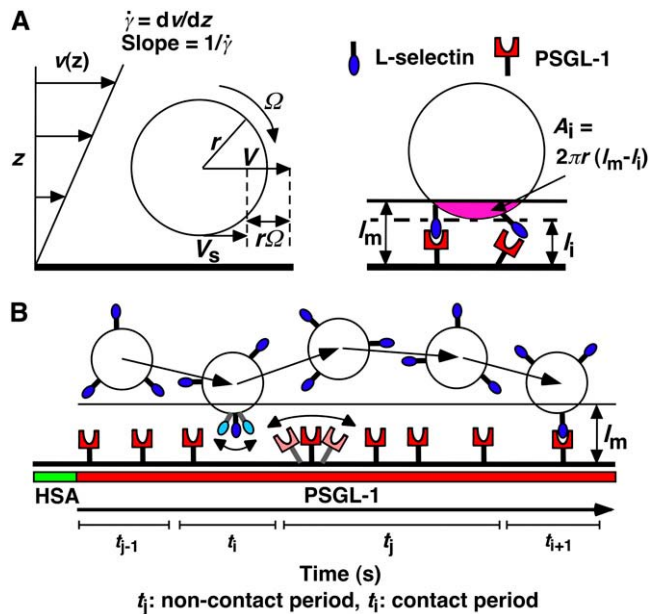 A
γ̇ = dv/dz
Slope = 1/γ̇
v(z)
z
Ω
r
V
rΩ
Vs
L-selectin
PSGL-1
Ai =
2πr (lm-li)
lm
li
B
lm
HSA
PSGL-1
tj-1
ti
tj
ti+1
Time (s)
tj: non-contact period, ti: contact period